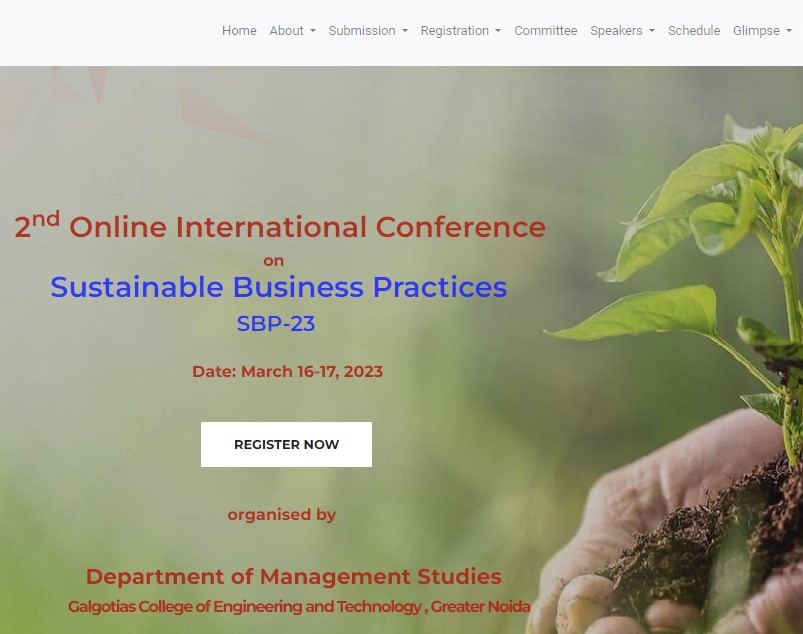 Home About Submission Registration Committee Speakers Schedule Glimpse
2nd Online International Conference
on
Sustainable Business Practices
SBP-23
Date: March 16-17, 2023
REGISTER NOW
organised by
Department of Management Studies
Galgotias College of Engineering and Technology , Greater Noida